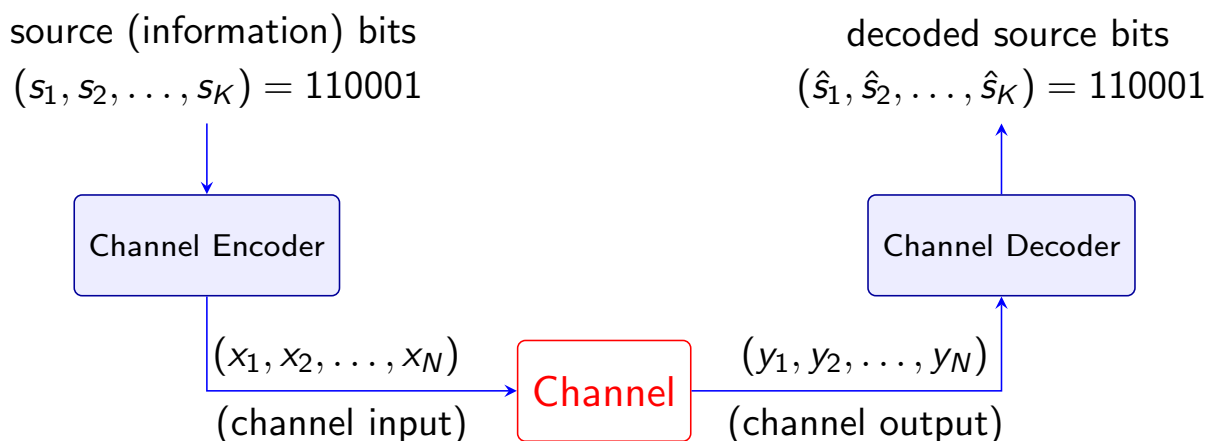 source (information) bits
(s₁, s₂, . . . , s_K) = 110001
decoded source bits
(ŝ₁, ŝ₂, . . . , ŝ_K) = 110001
Channel Encoder
Channel Decoder
(x₁, x₂, . . . , x_N)
(channel input)
Channel
(y₁, y₂, . . . , y_N)
(channel output)